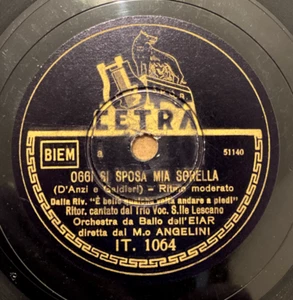 CETRA
BIEM
a
51140
OGGI SI SPOSA MIA SORELLA
(D'Anzi e Galdieri) - Ritmo moderato
Dalla Riv. "È bello qualche volta andare a piedi"
Ritor. cantato dal Trio Voc. S.lle Lescano
Orchestra da Ballo dell'EIAR
diretta dal M.o ANGELINI
IT. 1064